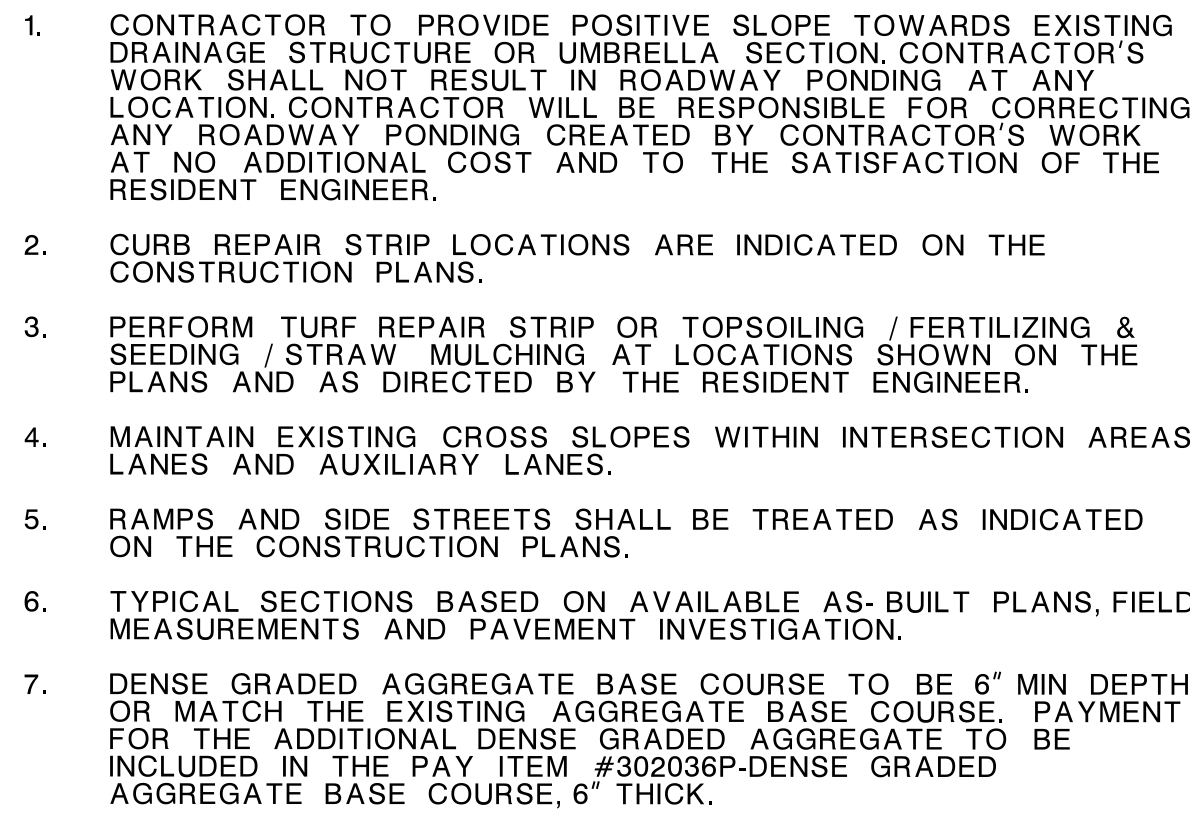 1. CONTRACTOR TO PROVIDE POSITIVE SLOPE TOWARDS EXISTING
DRAINAGE STRUCTURE OR UMBRELLA SECTION. CONTRACTOR'S
WORK SHALL NOT RESULT IN ROADWAY PONDING AT ANY
LOCATION. CONTRACTOR WILL BE RESPONSIBLE FOR CORRECTING
ANY ROADWAY PONDING CREATED BY CONTRACTOR'S WORK
AT NO ADDITIONAL COST AND TO THE SATISFACTION OF THE
RESIDENT ENGINEER.
2. CURB REPAIR STRIP LOCATIONS ARE INDICATED ON THE
CONSTRUCTION PLANS.
3. PERFORM TURF REPAIR STRIP OR TOPSOILING / FERTILIZING &
SEEDING / STRAW MULCHING AT LOCATIONS SHOWN ON THE
PLANS AND AS DIRECTED BY THE RESIDENT ENGINEER.
4. MAINTAIN EXISTING CROSS SLOPES WITHIN INTERSECTION AREAS
LANES AND AUXILIARY LANES.
5. RAMPS AND SIDE STREETS SHALL BE TREATED AS INDICATED
ON THE CONSTRUCTION PLANS.
6. TYPICAL SECTIONS BASED ON AVAILABLE AS-BUILT PLANS, FIELD
MEASUREMENTS AND PAVEMENT INVESTIGATION.
7. DENSE GRADED AGGREGATE BASE COURSE TO BE 6" MIN DEPTH
OR MATCH THE EXISTING AGGREGATE BASE COURSE. PAYMENT
FOR THE ADDITIONAL DENSE GRADED AGGREGATE TO BE
INCLUDED IN THE PAY ITEM #302036P-DENSE GRADED
AGGREGATE BASE COURSE, 6" THICK.